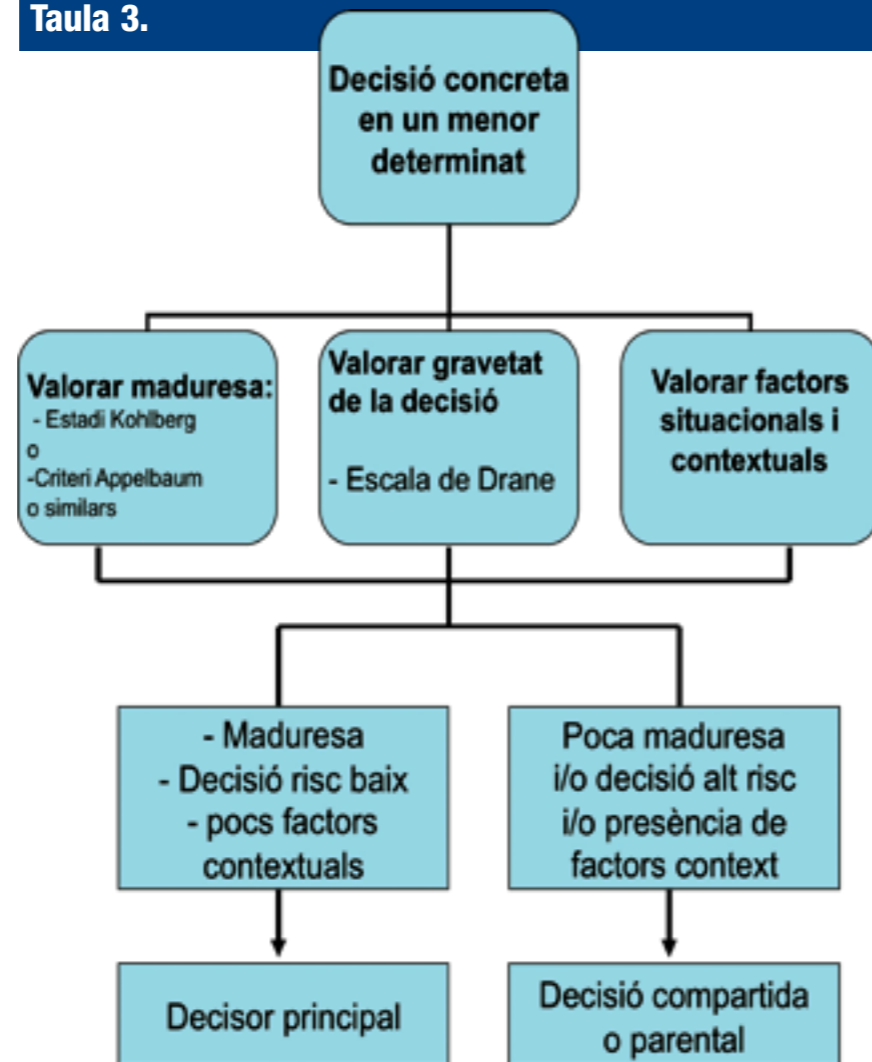 Taula 3.
Decisió concreta
en un menor
determinat
Valorar maduresa:
- Estadi Kohlberg
o
-Criteri Appelbaum
o similars
Valorar gravetat
de la decisió
- Escala de Drane
Valorar factors
situacionals i
contextuals
- Maduresa
- Decisió risc baix
- pocs factors
contextuals
Poca maduresa
i/o decisió alt risc
i/o presència de
factors context
Decisor principal
Decisió compartida
o parental